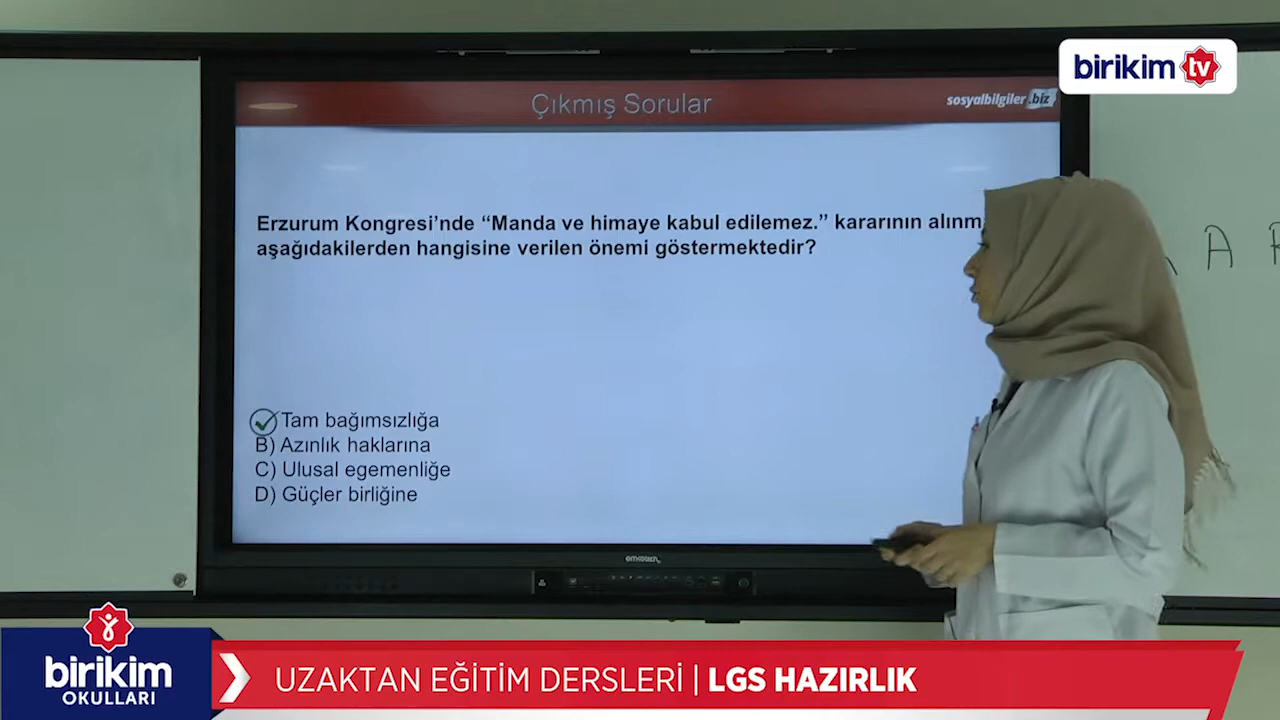 birikim tv
Çıkmış Sorular
sosyalbilgiler.biz
Erzurum Kongresi’nde “Manda ve himaye kabul edilemez.” kararının
aşağıdakilerden hangisine verilen önemi göstermektedir?
Tam bağımsızlığa
B) Azınlık haklarına
C) Ulusal egemenliğe
D) Güçler birliğine
A
birikim
OKULLARI
UZAKTAN EĞİTİM DERSLERİ | LGS HAZIRLIK